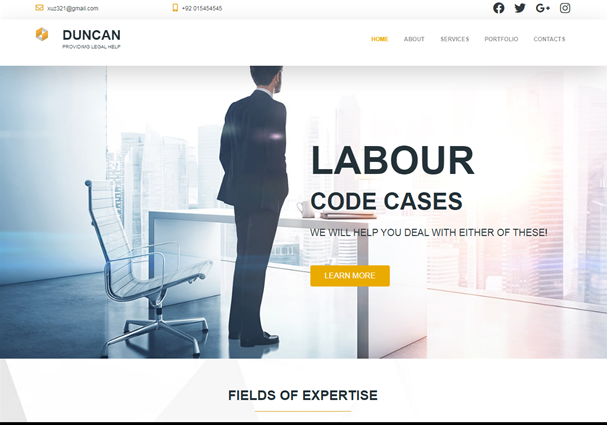 xuz321@gmail.com
+92 015454545
DUNCAN
PROVIDING LEGAL HELP
HOME
ABOUT
SERVICES
PORTFOLIO
CONTACTS
LABOUR
CODE CASES
WE WILL HELP YOU DEAL WITH EITHER OF THESE!
LEARN MORE
FIELDS OF EXPERTISE